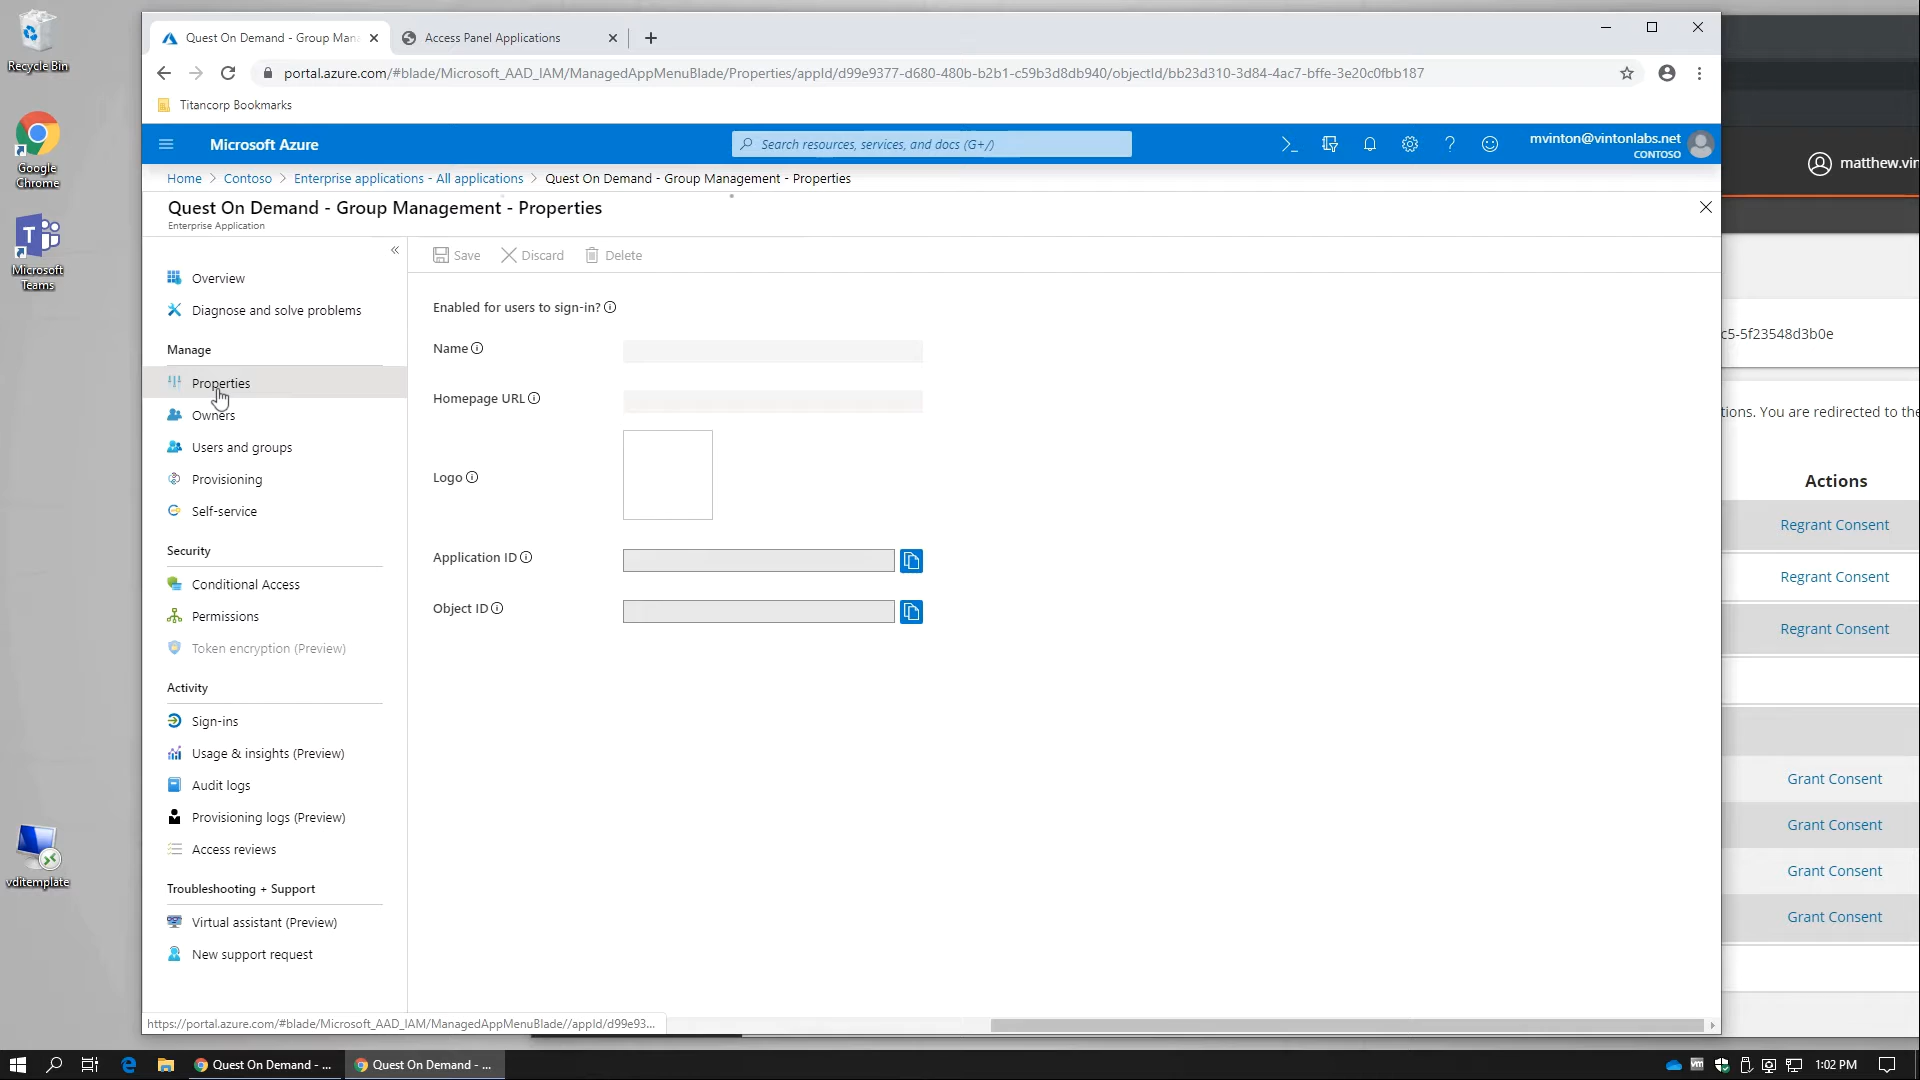 Recycle Bin
Google
Chrome
Microsoft
Teams
vditemplate
Quest On Demand - Group Man
Access Panel Applications
portal.azure.com/#blade/Microsoft_AAD_IAM/ManagedAppMenuBlade/Properties/appId/d99e9377-d680-480b-b2b1-c59b3d8db940/objectId/bb23d310-3d84-4ac7-bffe-3e20c0fbb187
Titancorp Bookmarks
Microsoft Azure
Search resources, services, and docs (G+/)
mvinton@vintonlabs.net
CONTOSO
Home > Contoso > Enterprise applications - All applications > Quest On Demand - Group Management - Properties
Quest On Demand - Group Management - Properties
Enterprise Application
Overview
Diagnose and solve problems
Manage
Properties
Owners
Users and groups
Provisioning
Self-service
Security
Conditional Access
Permissions
Token encryption (Preview)
Activity
Sign-ins
Usage & insights (Preview)
Audit logs
Provisioning logs (Preview)
Access reviews
Troubleshooting + Support
Virtual assistant (Preview)
New support request
https://portal.azure.com/#blade/Microsoft_AAD_IAM/ManagedAppMenuBlade//appId/d99e93...
Save Discard Delete
Enabled for users to sign-in?
Name
Homepage URL
Logo
Application ID
Object ID
matthew.vin
c5-5f23548d3b0e
tions. You are redirected to the
Actions
Regrant Consent
Regrant Consent
Regrant Consent
Grant Consent
Grant Consent
Grant Consent
Grant Consent
Quest On Demand - ...
Quest On Demand - ...
vm
1:02 PM